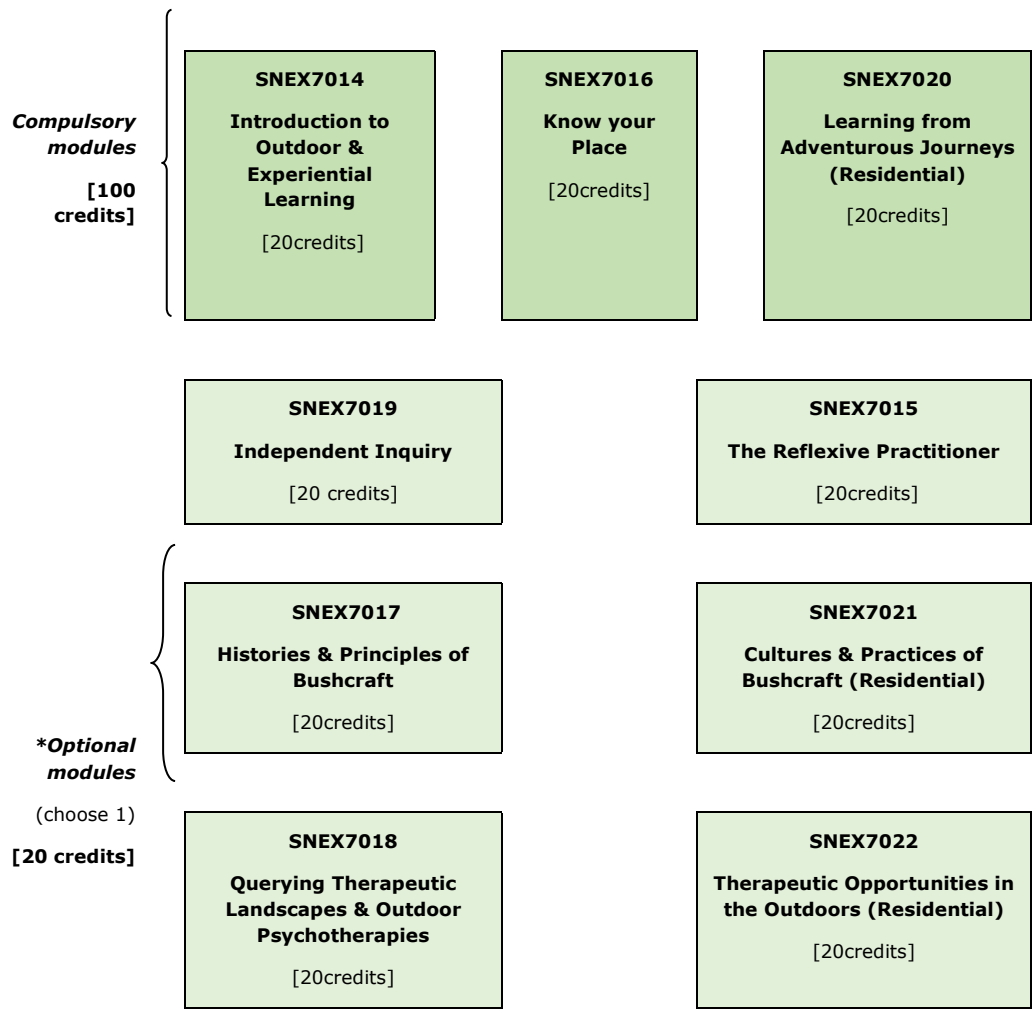 Compulsory
modules
[100
credits]
SNEX7014
Introduction to
Outdoor &
Experiential
Learning
[20credits]
SNEX7016
Know your
Place
[20credits]
SNEX7020
Learning from
Adventurous Journeys
(Residential)
[20credits]
SNEX7019
Independent Inquiry
[20 credits]
SNEX7015
The Reflexive Practitioner
[20credits]
*Optional
modules
(choose 1)
[20 credits]
SNEX7017
Histories & Principles of
Bushcraft
[20credits]
SNEX7021
Cultures & Practices of
Bushcraft (Residential)
[20credits]
SNEX7018
Querying Therapeutic
Landscapes & Outdoor
Psychotherapies
[20credits]
SNEX7022
Therapeutic Opportunities in
the Outdoors (Residential)
[20credits]